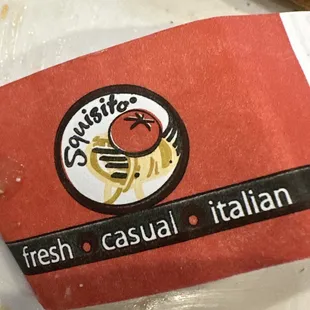 Squisito
fresh • casual • italian